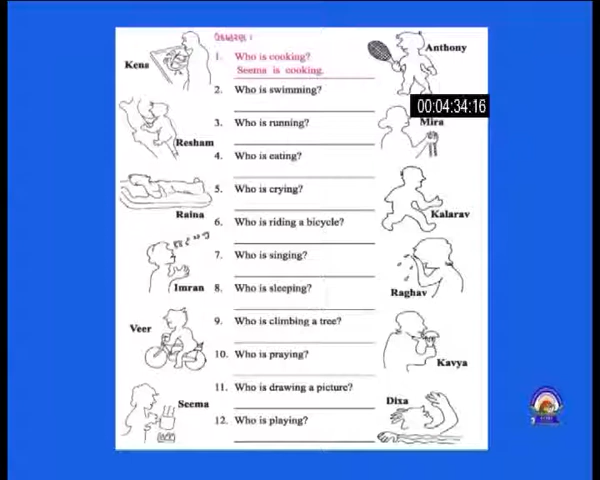 ઉદાહરણ :
1. Who is cooking?
Seema is cooking.
2. Who is swimming?
3. Who is running?
4. Who is eating?
5. Who is crying?
6. Who is riding a bicycle?
7. Who is singing?
8. Who is sleeping?
9. Who is climbing a tree?
10. Who is praying?
11. Who is drawing a picture?
12. Who is playing?
Kena
Resham
Raina
Imran
Veer
Seema
Anthony
00:04:34:16
Mira
Kalarav
Raghav
Kavya
Dixa